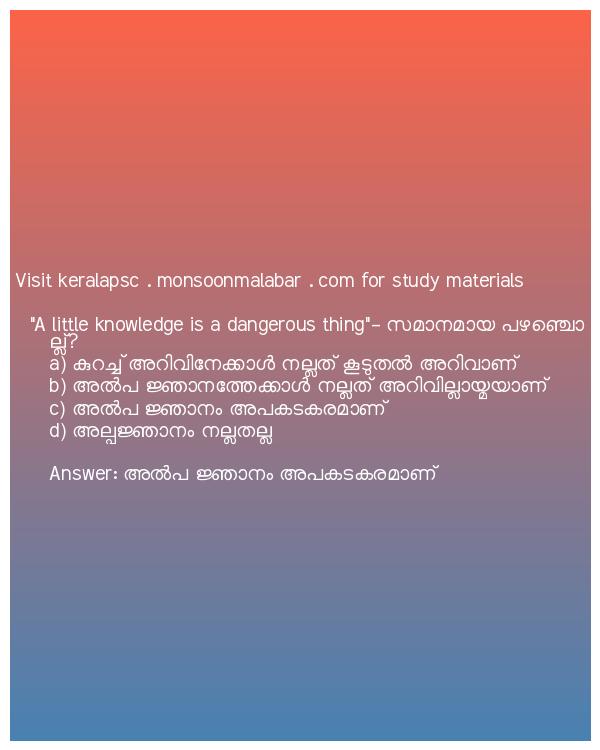 Visit keralapsc . monsoonmalabar . com for study materials
"A little knowledge is a dangerous thing"- സമാനമായ പഴഞ്ചൊ
ല്ല്?
a) കുറച്ച് അറിവിനേക്കാൾ നല്ലത് കൂടുതൽ അറിവാണ്
b) അൽപ ജ്ഞാനത്തേക്കാൾ നല്ലത് അറിവില്ലായ്മയാണ്
c) അൽപ ജ്ഞാനം അപകടകരമാണ്
d) അല്പജ്ഞാനം നല്ലതല്ല
Answer: അൽപ ജ്ഞാനം അപകടകരമാണ്